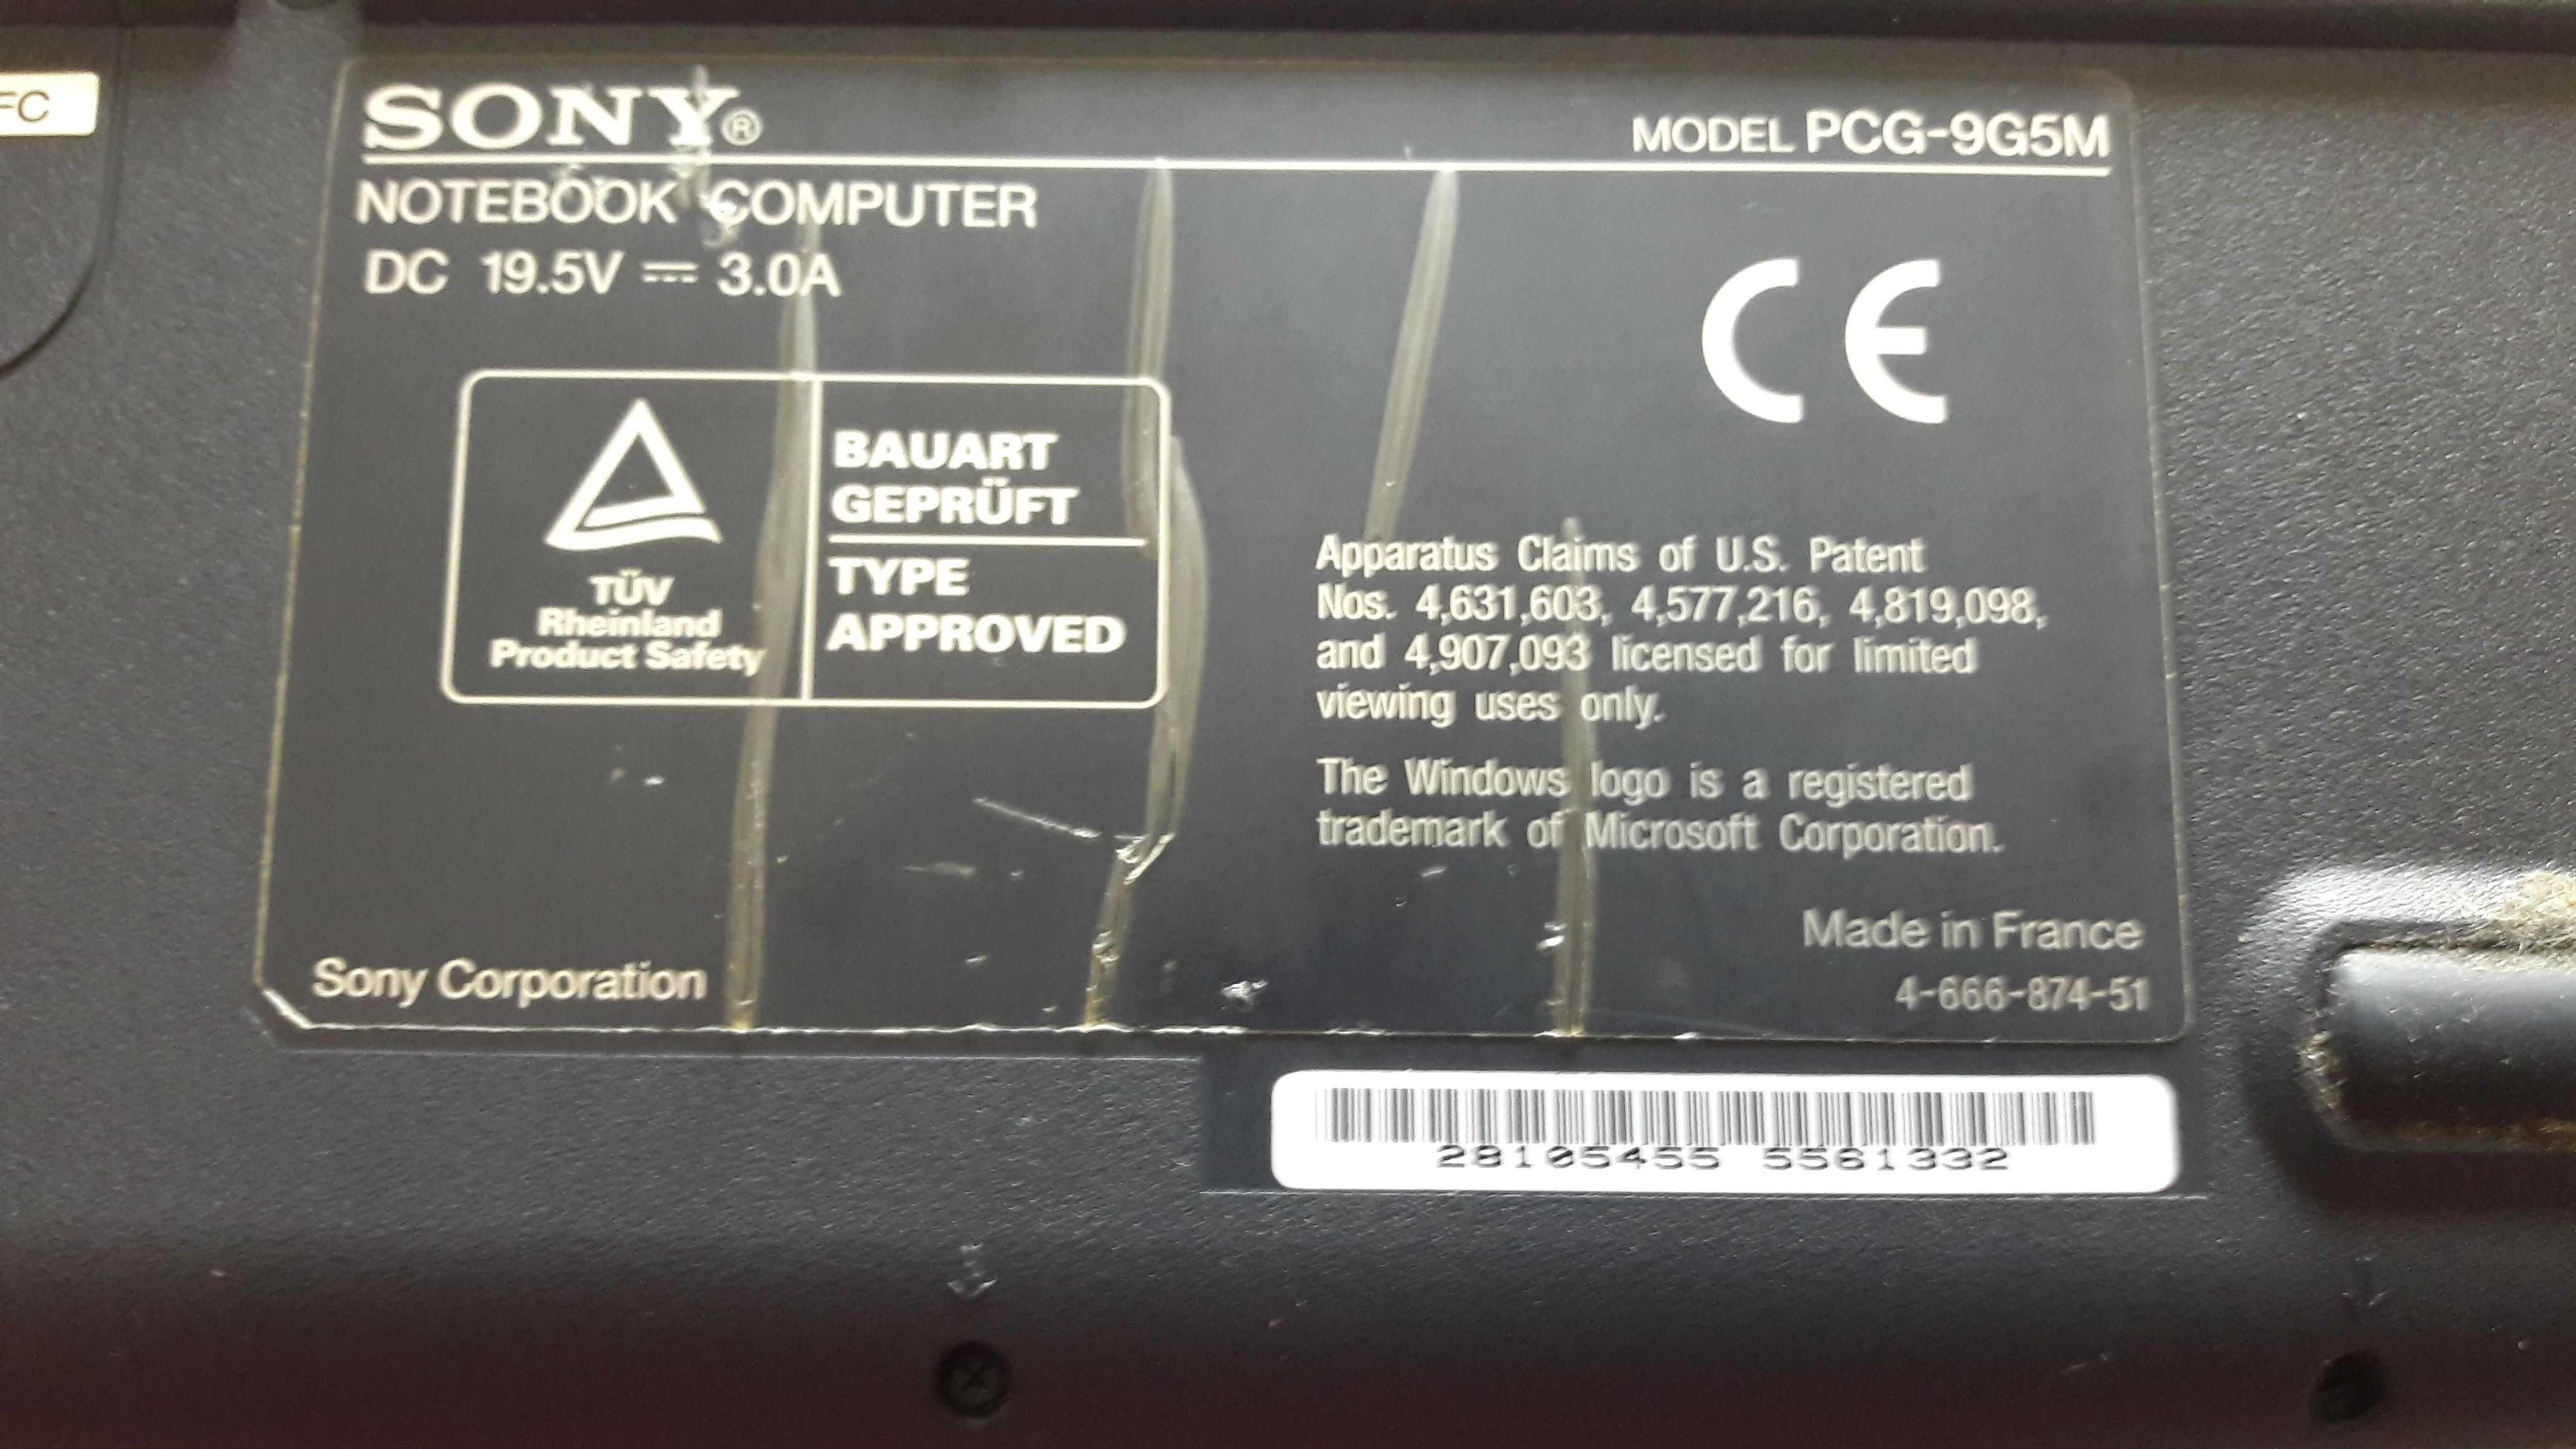 FC
SONY®
MODEL PCG-9G5M
NOTEBOOK COMPUTER
DC 19.5V ⎓ 3.0A
CE
BAUART
GEPRÜFT
TYPE
APPROVED
TÜV
Rheinland
Product Safety
Apparatus Claims of U.S. Patent
Nos. 4,631,603, 4,577,216, 4,819,098,
and 4,907,093 licensed for limited
viewing uses only.
The Windows logo is a registered
trademark of Microsoft Corporation.
Sony Corporation
Made in France
4-666-874-51
28105455 5561332